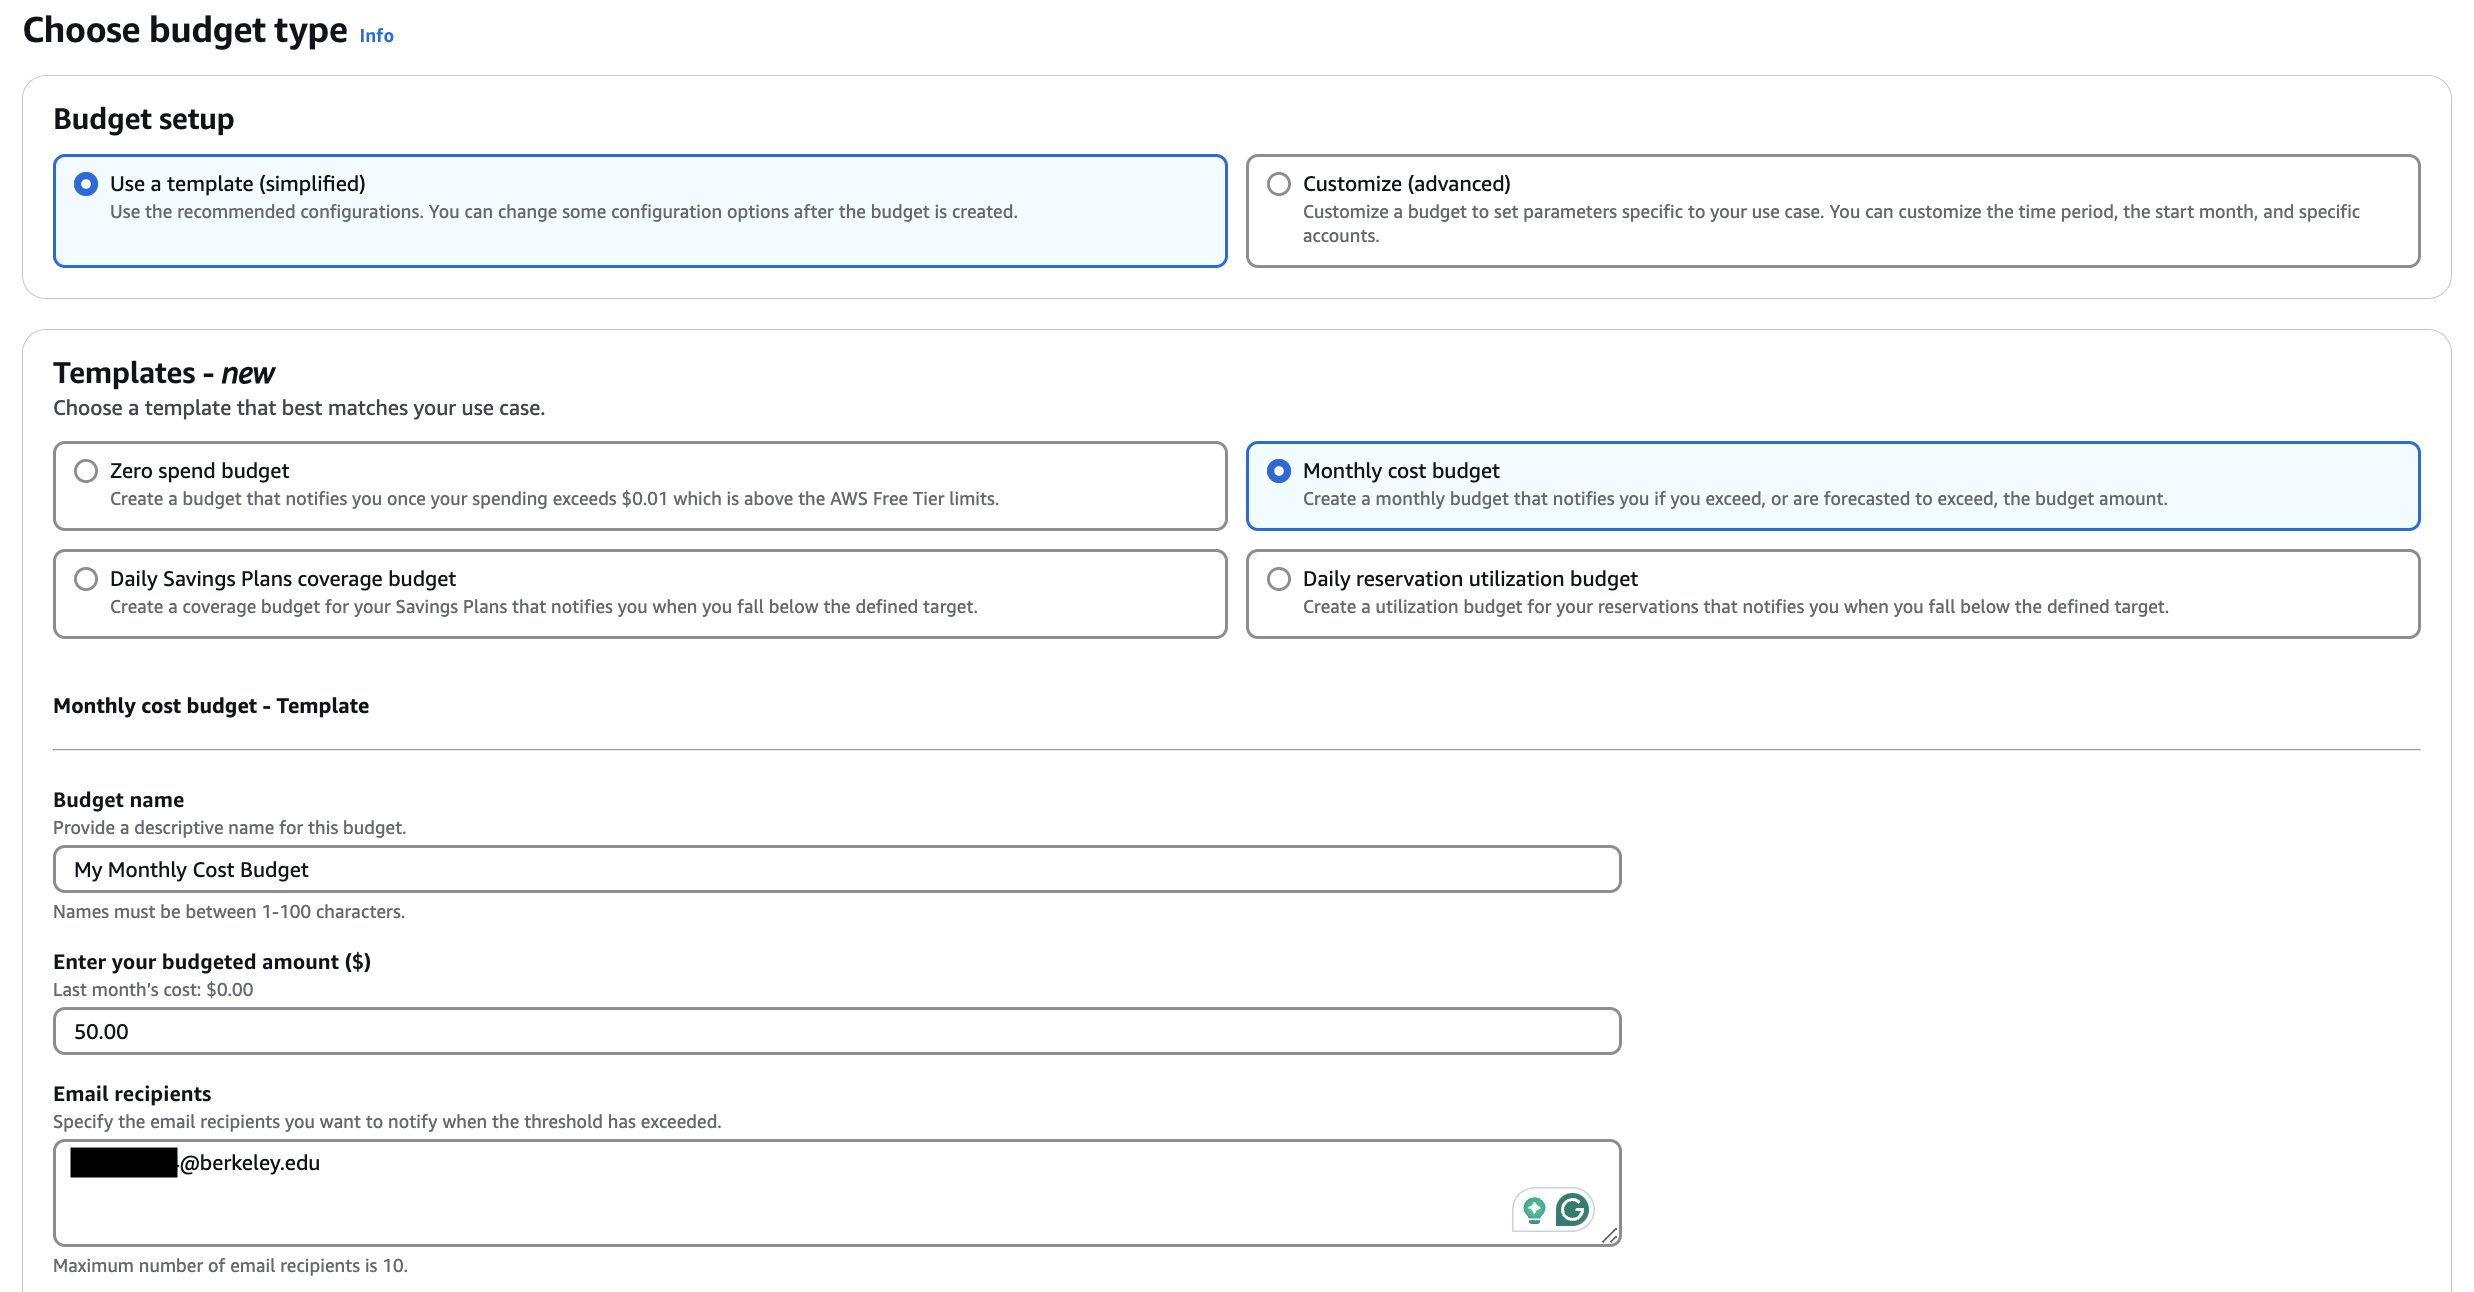 Choose budget type Info
Budget setup
Use a template (simplified)
Use the recommended configurations. You can change some configuration options after the budget is created.
Customize (advanced)
Customize a budget to set parameters specific to your use case. You can customize the time period, the start month, and specific
accounts.
Templates - new
Choose a template that best matches your use case.
Zero spend budget
Create a budget that notifies you once your spending exceeds $0.01 which is above the AWS Free Tier limits.
Monthly cost budget
Create a monthly budget that notifies you if you exceed, or are forecasted to exceed, the budget amount.
Daily Savings Plans coverage budget
Create a coverage budget for your Savings Plans that notifies you when you fall below the defined target.
Daily reservation utilization budget
Create a utilization budget for your reservations that notifies you when you fall below the defined target.
Monthly cost budget - Template
Budget name
Provide a descriptive name for this budget.
My Monthly Cost Budget
Names must be between 1-100 characters.
Enter your budgeted amount ($)
Last month's cost: $0.00
50.00
Email recipients
Specify the email recipients you want to notify when the threshold has exceeded.
@berkeley.edu
Maximum number of email recipients is 10.